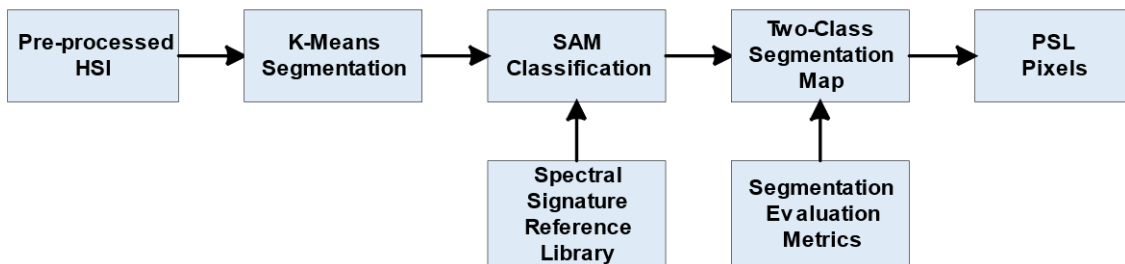 Pre-processed
HSI
K-Means
Segmentation
SAM
Classification
Two-Class
Segmentation
Map
PSL
Pixels
Spectral
Signature
Reference
Library
Segmentation
Evaluation
Metrics